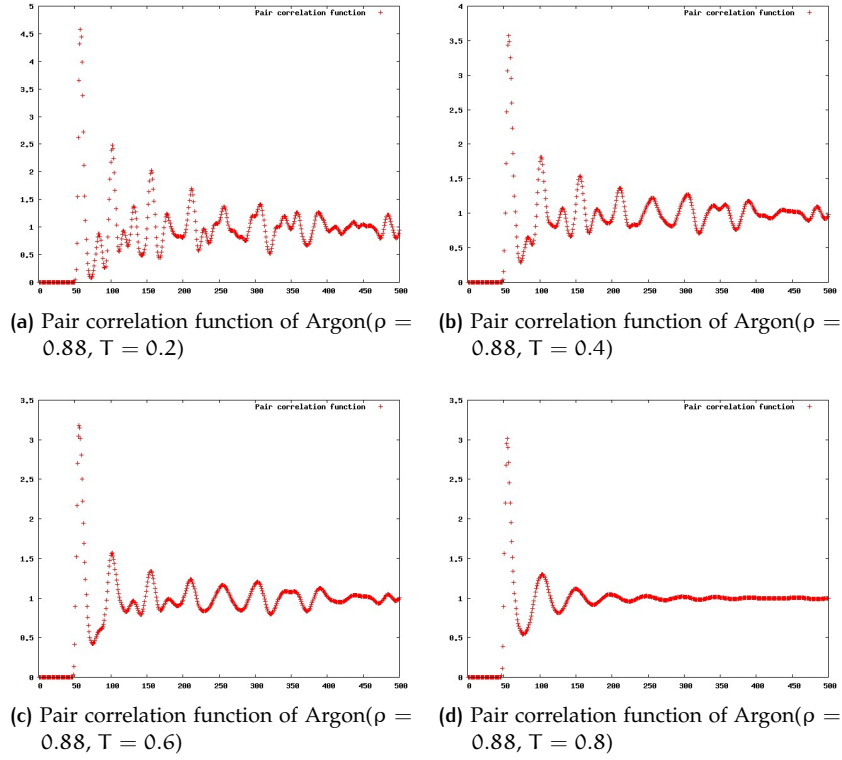 Pair correlation function
5
4.5
4
3.5
3
2.5
2
1.5
1
0.5
0
0 50 100 150 200 250 300 350 400 450 500
(a) Pair correlation function of Argon(ρ =
0.88, T = 0.2)
Pair correlation function
4
3.5
3
2.5
2
1.5
1
0.5
0
0 50 100 150 200 250 300 350 400 450 500
(b) Pair correlation function of Argon(ρ =
0.88, T = 0.4)
Pair correlation function
3.5
3
2.5
2
1.5
1
0.5
0
0 50 100 150 200 250 300 350 400 450 500
(c) Pair correlation function of Argon(ρ =
0.88, T = 0.6)
Pair correlation function
3.5
3
2.5
2
1.5
1
0.5
0
0 50 100 150 200 250 300 350 400 450 500
(d) Pair correlation function of Argon(ρ =
0.88, T = 0.8)